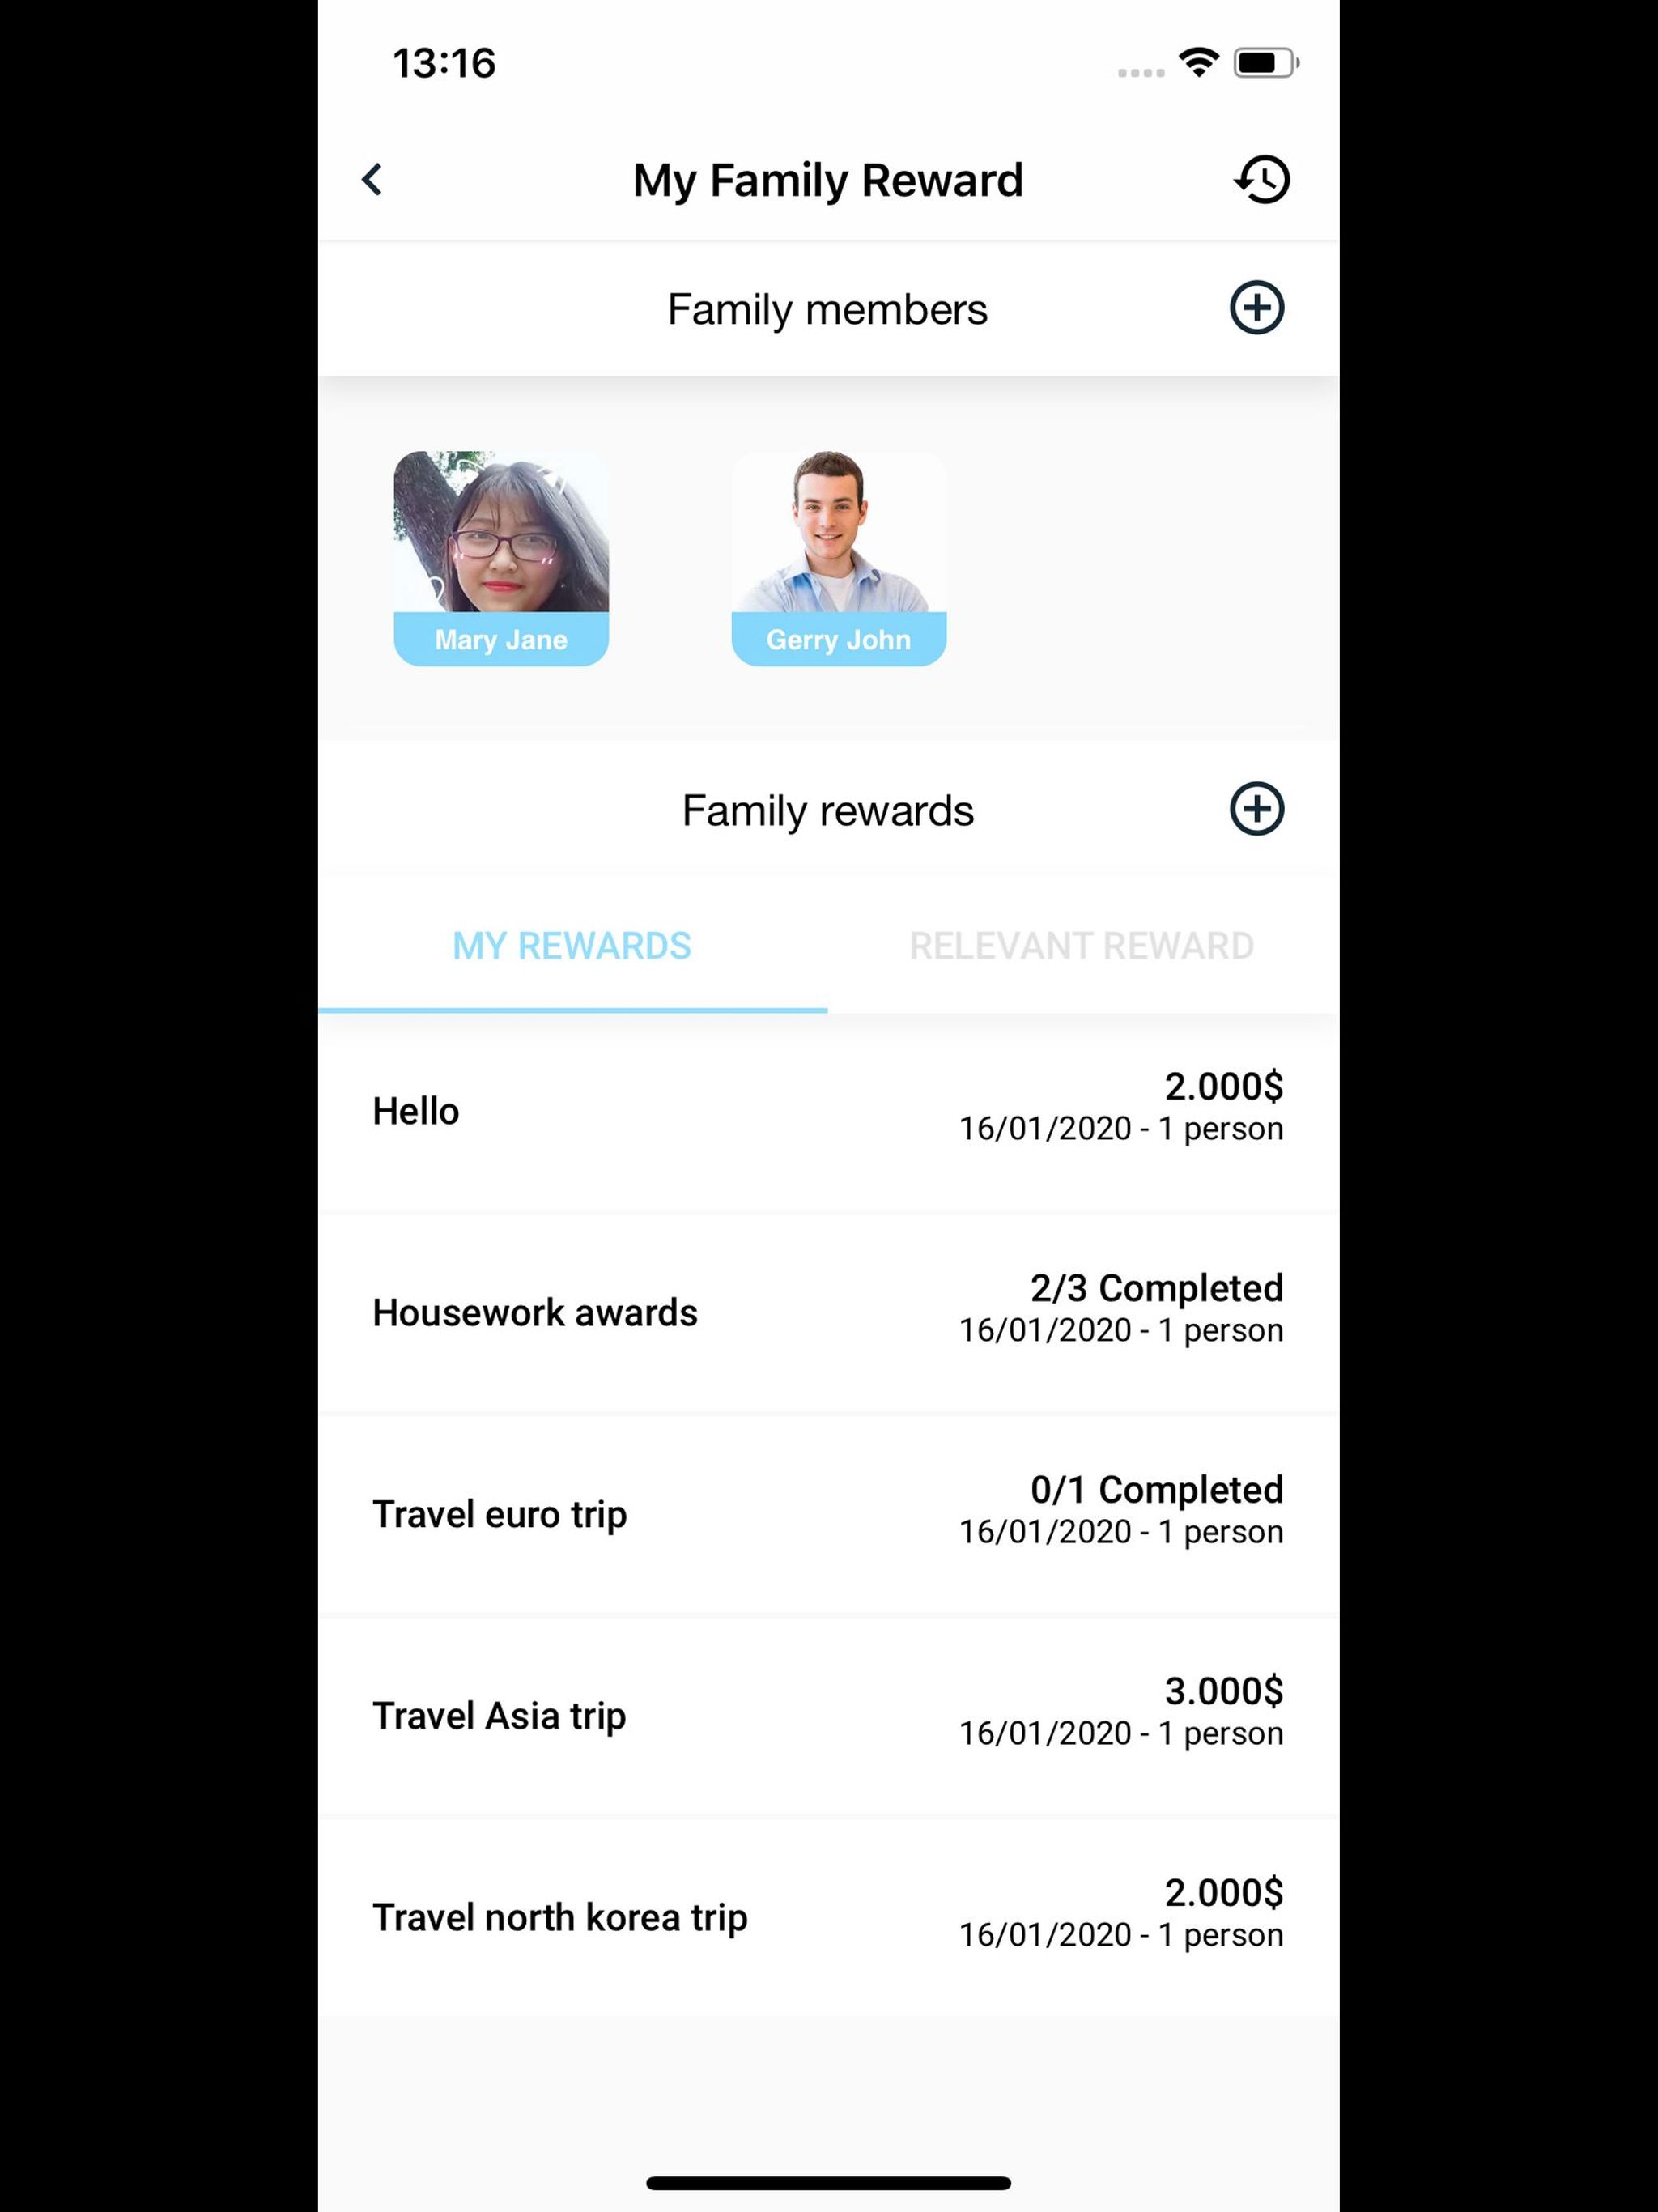 13:16
My Family Reward
Family members
Mary Jane
Gerry John
Family rewards
MY REWARDS
RELEVANT REWARD
Hello
2.000$
16/01/2020 - 1 person
Housework awards
2/3 Completed
16/01/2020 - 1 person
Travel euro trip
0/1 Completed
16/01/2020 - 1 person
Travel Asia trip
3.000$
16/01/2020 - 1 person
Travel north korea trip
2.000$
16/01/2020 - 1 person